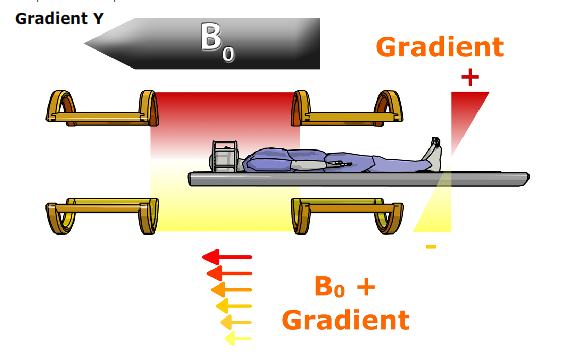 Gradient Y
B0
Gradient
+
-
B0 +
Gradient